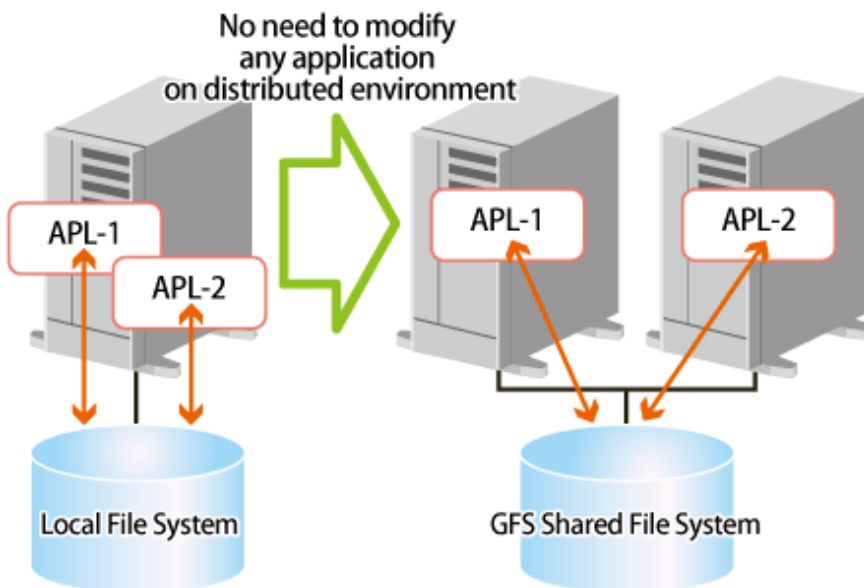 No need to modify
any application
on distributed environment
APL-1
APL-2
APL-1
APL-2
Local File System
GFS Shared File System